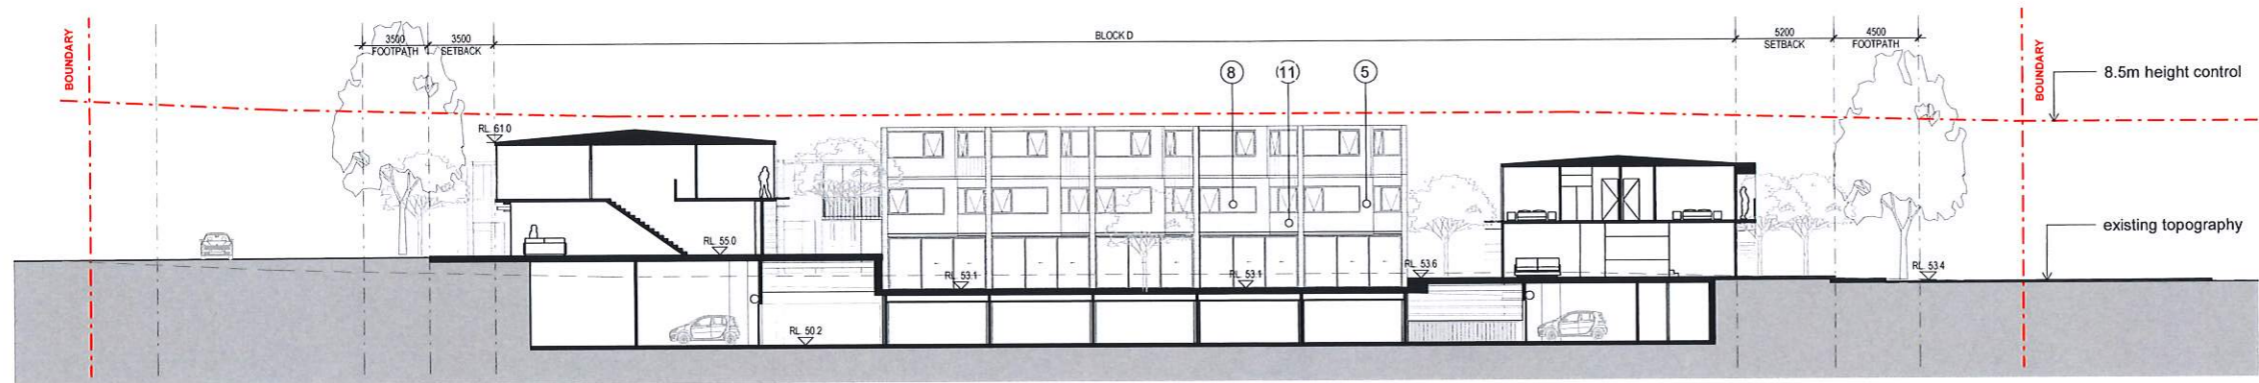 BOUNDARY
3500
FOOTPATH
3500
SETBACK
BLOCK D
5200
SETBACK
4500
FOOTPATH
BOUNDARY
8.5m height control
8
11
5
RL 61.0
existing topography
RL 55.0
RL 53.1
RL 53.1
RL 53.6
RL 53.4
RL 50.2